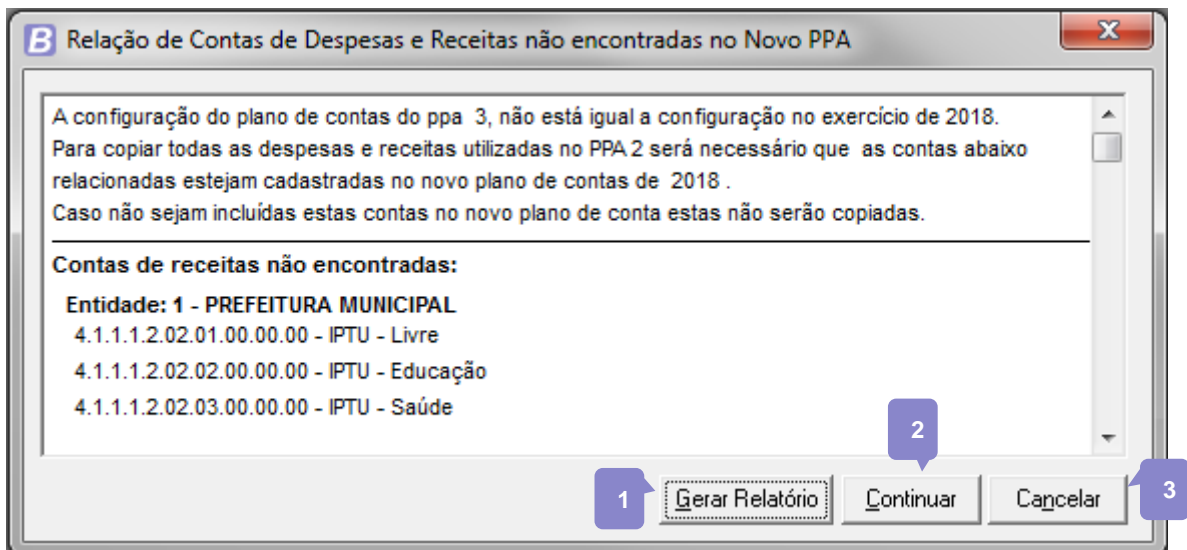 B Relação de Contas de Despesas e Receitas não encontradas no Novo PPA
A configuração do plano de contas do ppa 3, não está igual a configuração no exercício de 2018.
Para copiar todas as despesas e receitas utilizadas no PPA 2 será necessário que as contas abaixo
relacionadas estejam cadastradas no novo plano de contas de 2018 .
Caso não sejam incluídas estas contas no novo plano de conta estas não serão copiadas.
Contas de receitas não encontradas:
Entidade: 1 - PREFEITURA MUNICIPAL
4.1.1.1.2.02.01.00.00.00 - IPTU - Livre
4.1.1.1.2.02.02.00.00.00 - IPTU - Educação
4.1.1.1.2.02.03.00.00.00 - IPTU - Saúde
2
1 Gerar Relatório Continuar Cancelar 3